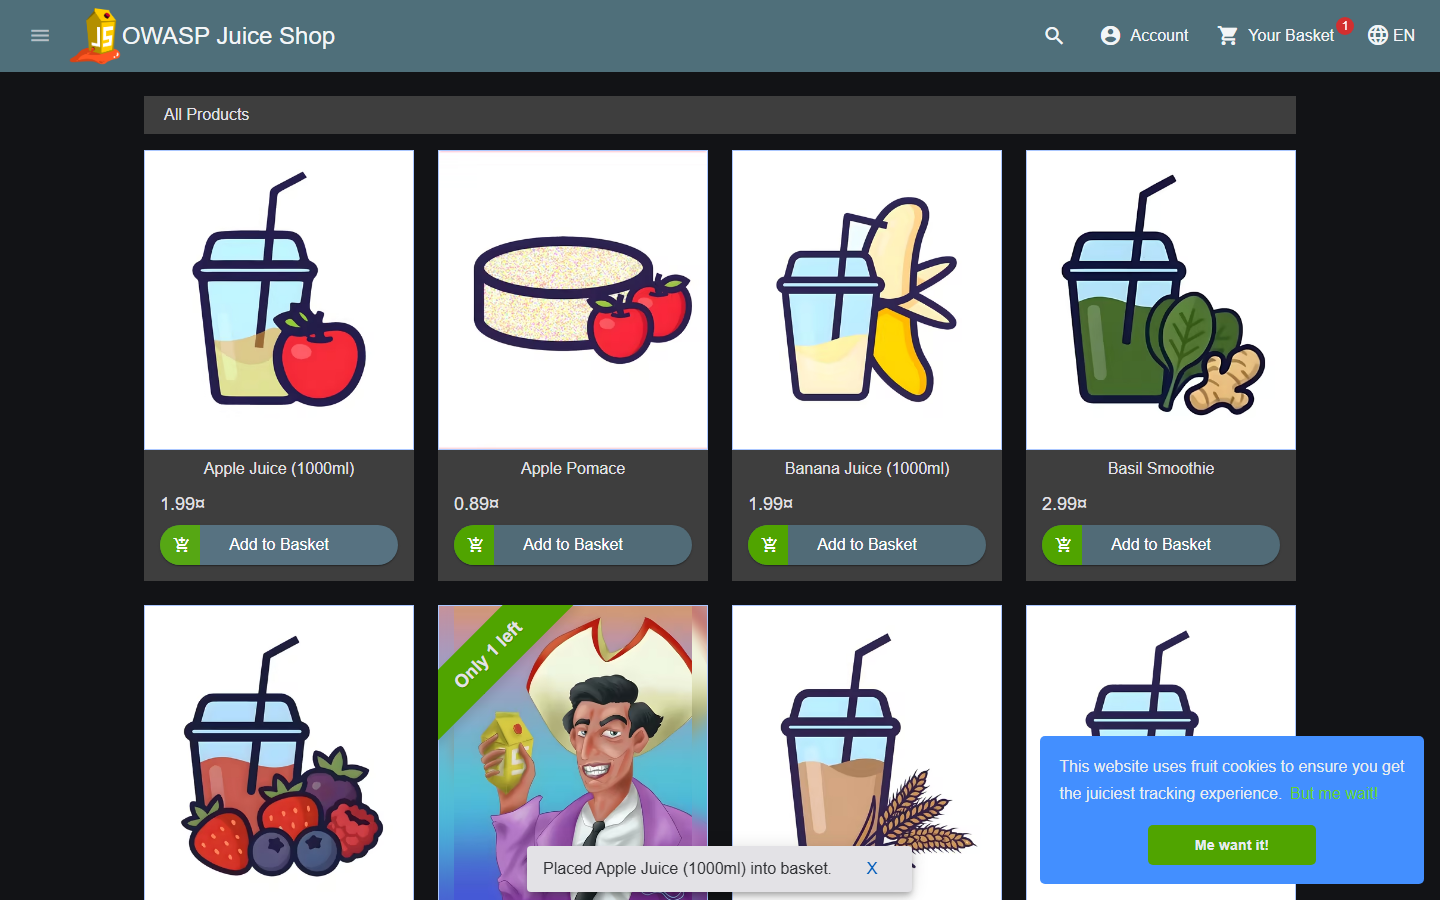 OWASP Juice Shop
Account
Your Basket
1
EN
All Products
Apple Juice (1000ml)
1.99¤
Add to Basket
Apple Pomace
0.89¤
Add to Basket
Banana Juice (1000ml)
1.99¤
Add to Basket
Basil Smoothie
2.99¤
Add to Basket
Only 1 left
This website uses fruit cookies to ensure you get
the juiciest tracking experience. But me wait!
Me want it!
Placed Apple Juice (1000ml) into basket.
X